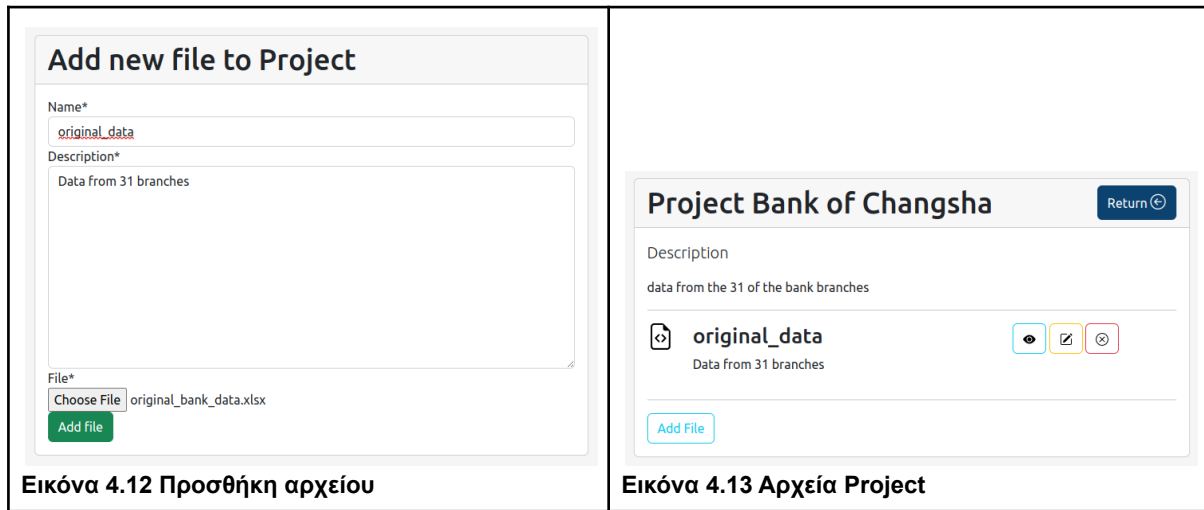 Add new file to Project
Name*
original_data
Description*
Data from 31 branches
File*
Choose File original_bank_data.xlsx
Add file
Εικόνα 4.12 Προσθήκη αρχείου
Project Bank of Changsha
Return
Description
data from the 31 of the bank branches
original_data
Data from 31 branches
Add File
Εικόνα 4.13 Αρχεία Project